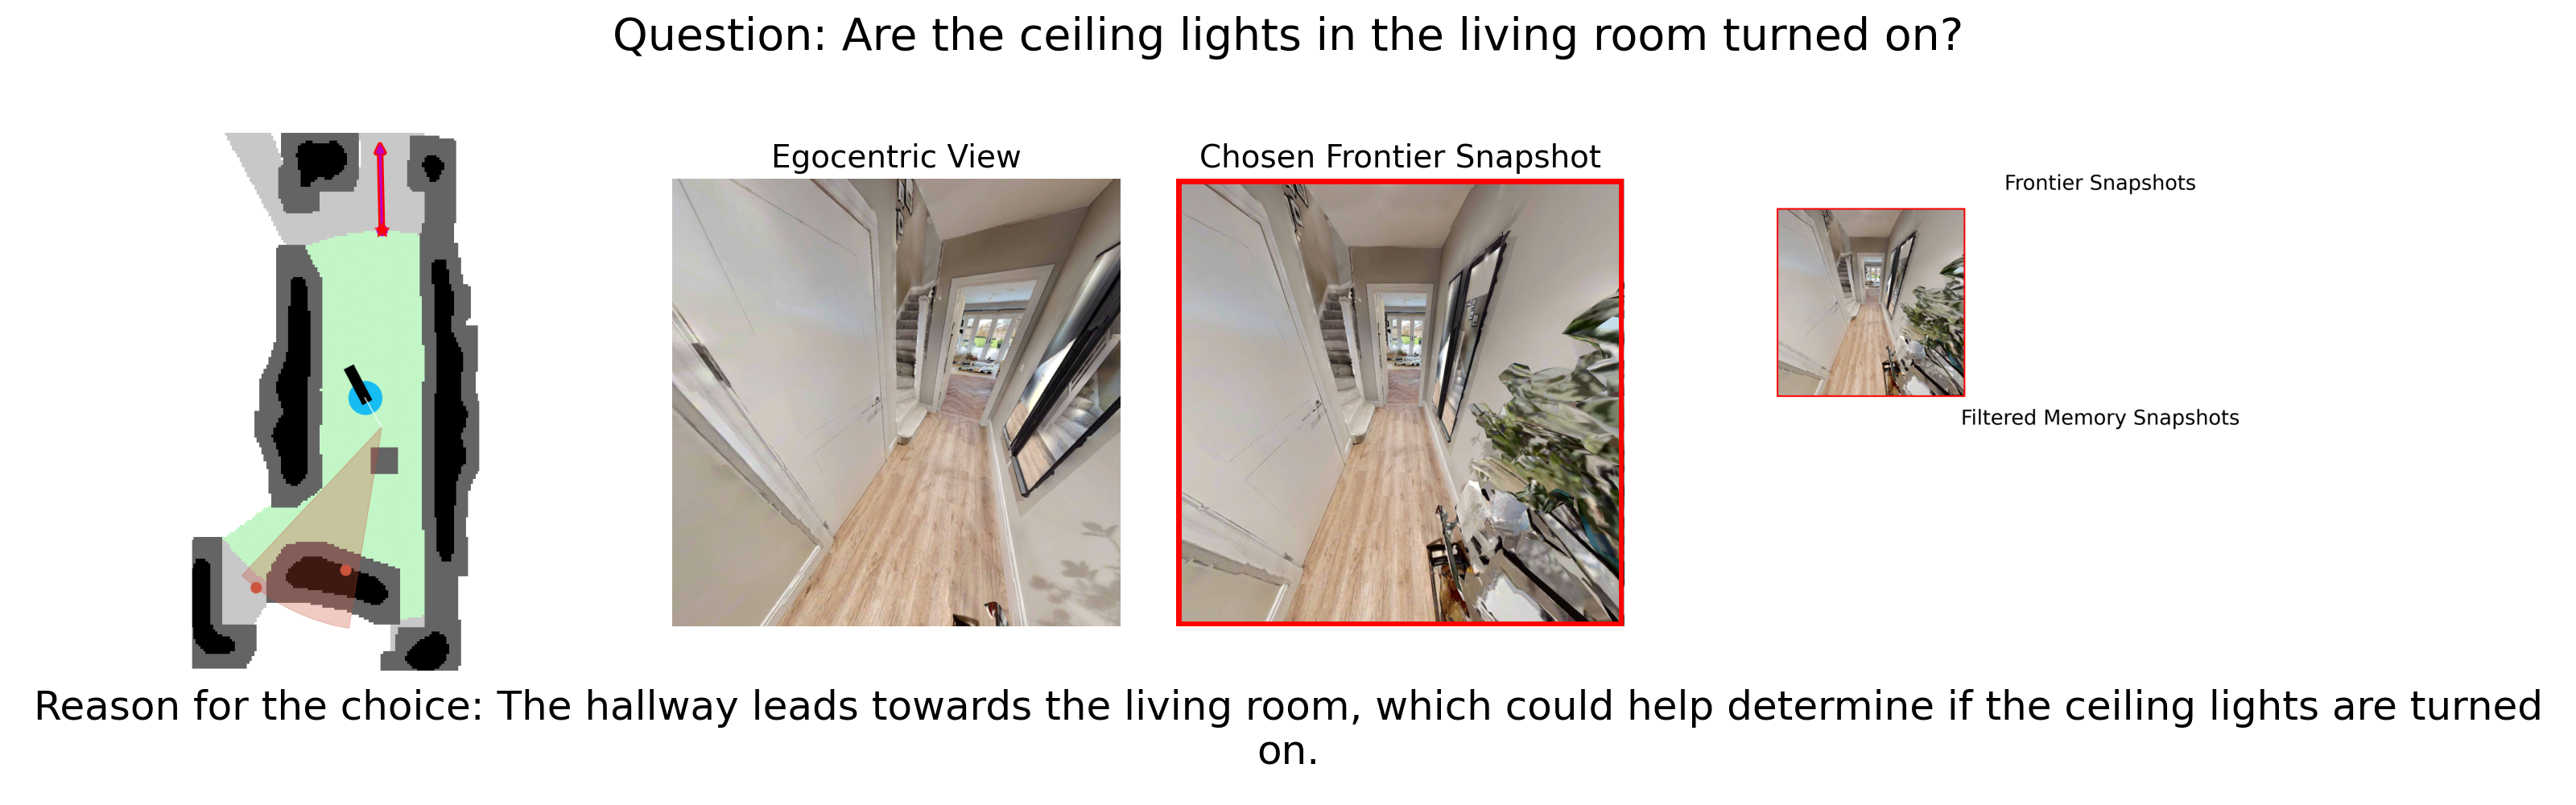 Question: Are the ceiling lights in the living room turned on?
Egocentric View
Chosen Frontier Snapshot
Frontier Snapshots
Filtered Memory Snapshots
Reason for the choice: The hallway leads towards the living room, which could help determine if the ceiling lights are turned
on.